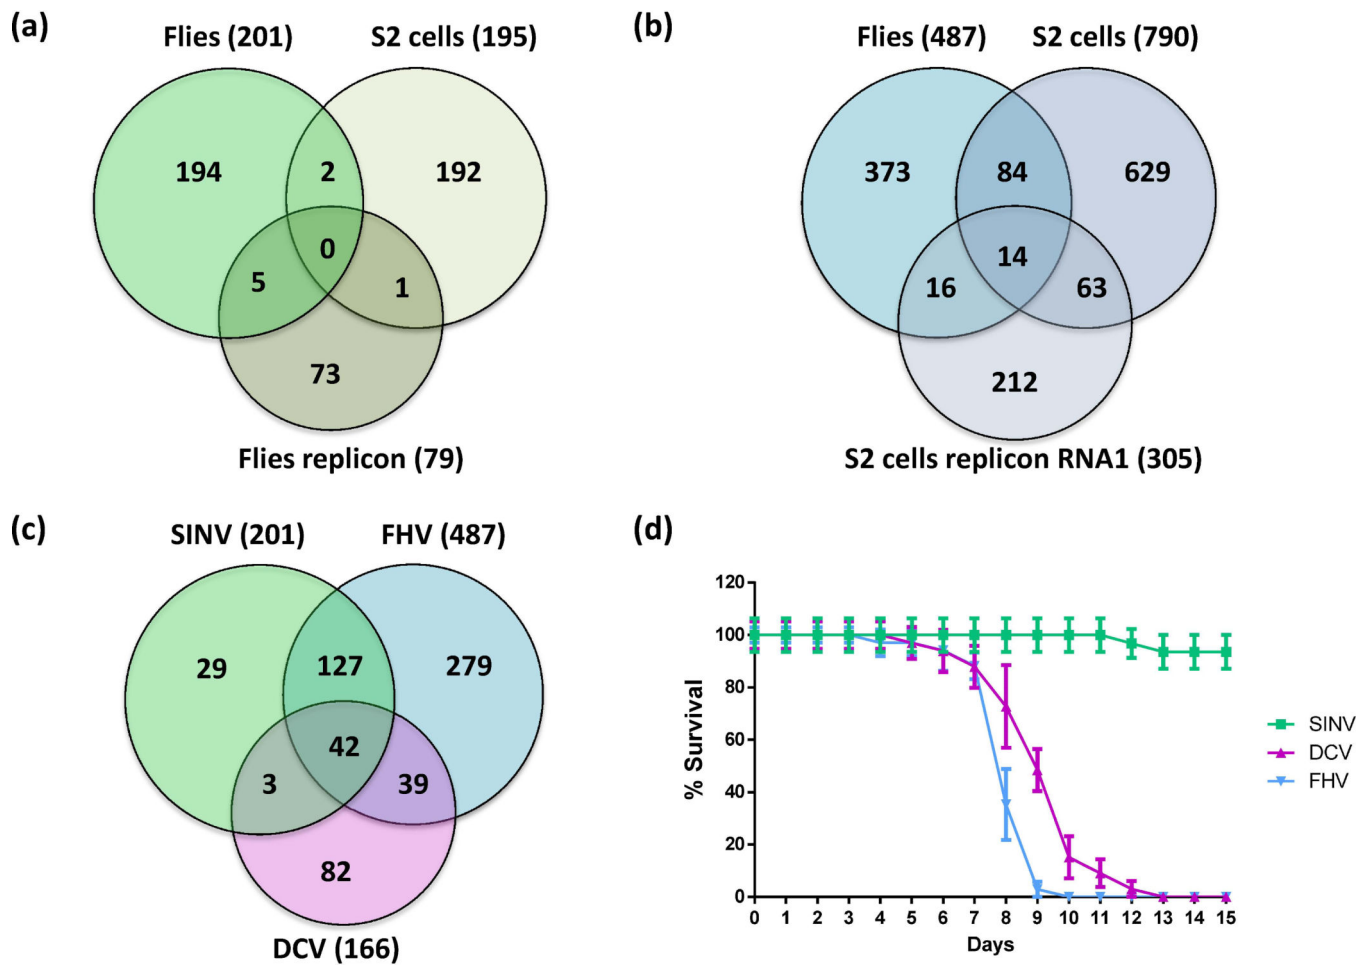 (a)
Flies (201) S2 cells (195)
194 2 192
0
5 1
73
Flies replicon (79)
(b)
Flies (487) S2 cells (790)
373 84 629
14
16 63
212
S2 cells replicon RNA1 (305)
(c)
SINV (201) FHV (487)
29 127 279
42
3 39
82
DCV (166)
(d)
120
100
80
60
40
20
0
% Survival
0 1 2 3 4 5 6 7 8 9 10 11 12 13 14 15
Days
SINV
DCV
FHV